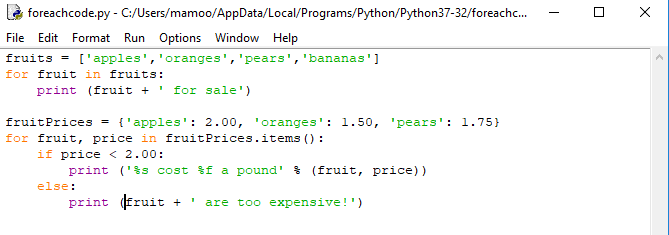 foreachcode.py - C:/Users/mamoo/AppData/Local/Programs/Python/Python37-32/foreachc...
File Edit Format Run Options Window Help
fruits = ['apples','oranges','pears','bananas']
for fruit in fruits:
    print (fruit + ' for sale')

fruitPrices = {'apples': 2.00, 'oranges': 1.50, 'pears': 1.75}
for fruit, price in fruitPrices.items():
    if price < 2.00:
        print ('%s cost %f a pound' % (fruit, price))
    else:
        print (fruit + ' are too expensive!')